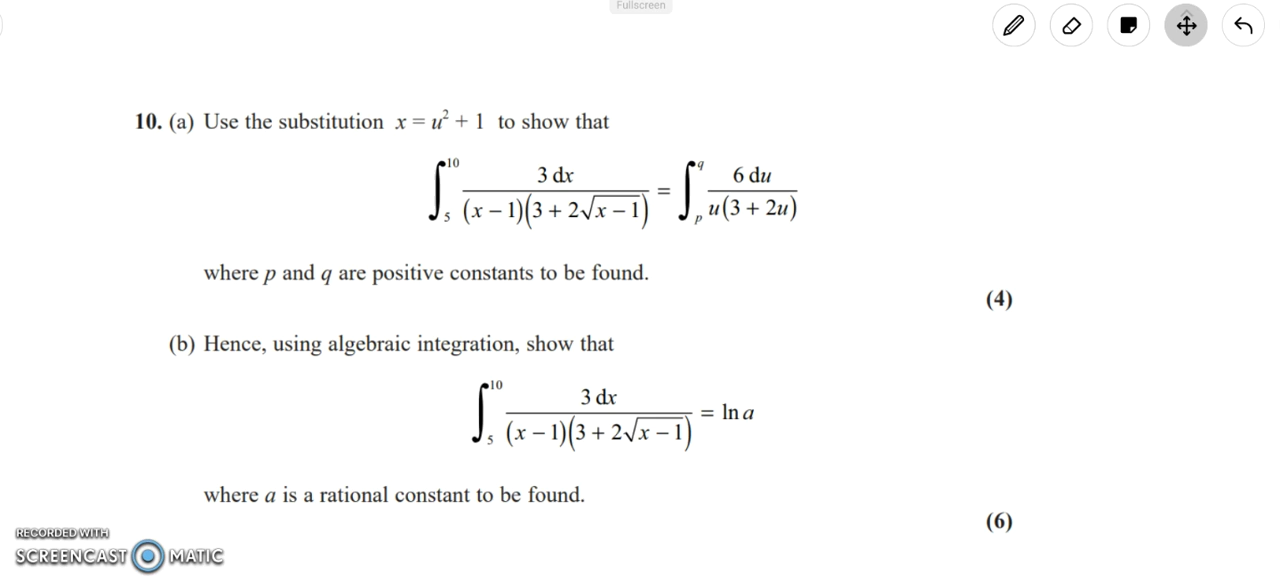 Fullscreen
10. (a) Use the substitution x = u² + 1 to show that
∫₅¹⁰ 3 dx / ((x − 1)(3 + 2√(x − 1))) = ∫ₚ^q 6 du / (u(3 + 2u))
where p and q are positive constants to be found.
(4)
(b) Hence, using algebraic integration, show that
∫₅¹⁰ 3 dx / ((x − 1)(3 + 2√(x − 1))) = ln a
where a is a rational constant to be found.
(6)
RECORDED WITH
SCREENCAST MATIC